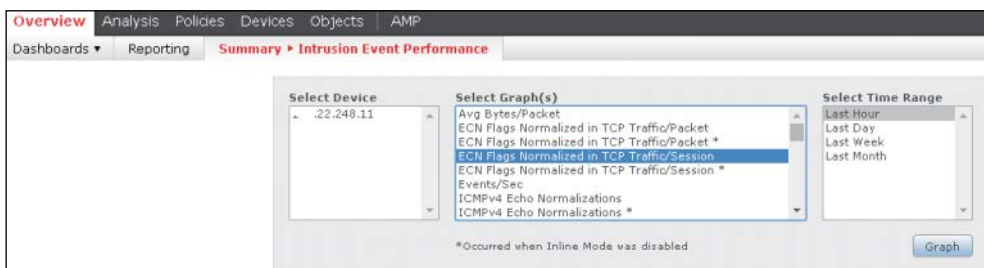 Overview Analysis Policies Devices Objects AMP
Dashboards ▾ Reporting Summary ▸ Intrusion Event Performance
Select Device
.22.248.11
Select Graph(s)
Avg Bytes/Packet
ECN Flags Normalized in TCP Traffic/Packet
ECN Flags Normalized in TCP Traffic/Packet *
ECN Flags Normalized in TCP Traffic/Session
ECN Flags Normalized in TCP Traffic/Session *
Events/Sec
ICMPv4 Echo Normalizations
ICMPv4 Echo Normalizations *
*Occurred when Inline Mode was disabled
Select Time Range
Last Hour
Last Day
Last Week
Last Month
Graph